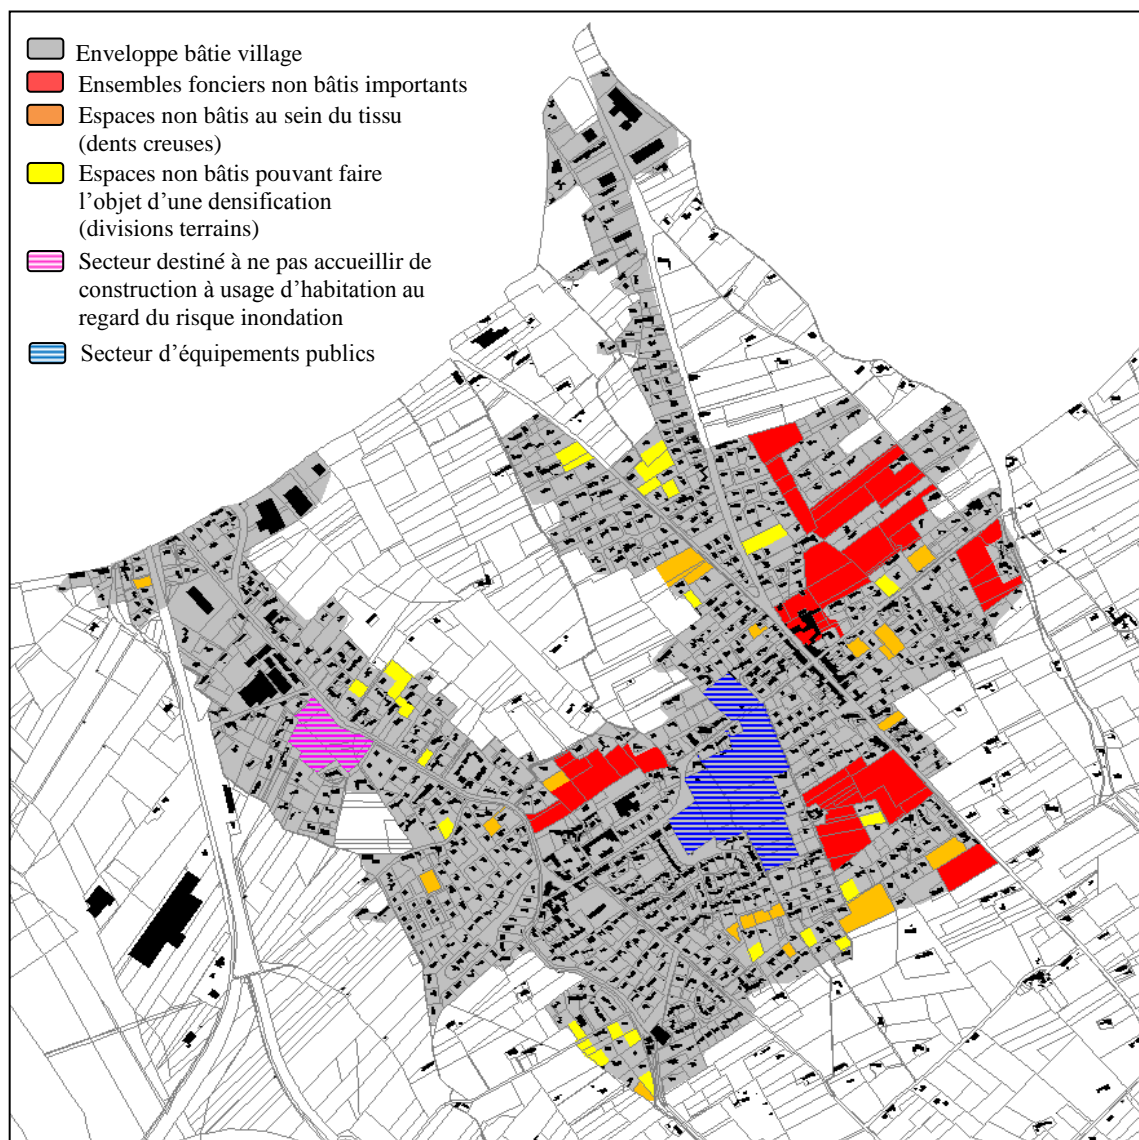 Enveloppe bâtie village
Ensembles fonciers non bâtis importants
Espaces non bâtis au sein du tissu
(dents creuses)
Espaces non bâtis pouvant faire
l’objet d’une densification
(divisions terrains)
Secteur destiné à ne pas accueillir de
construction à usage d’habitation au
regard du risque inondation
Secteur d’équipements publics